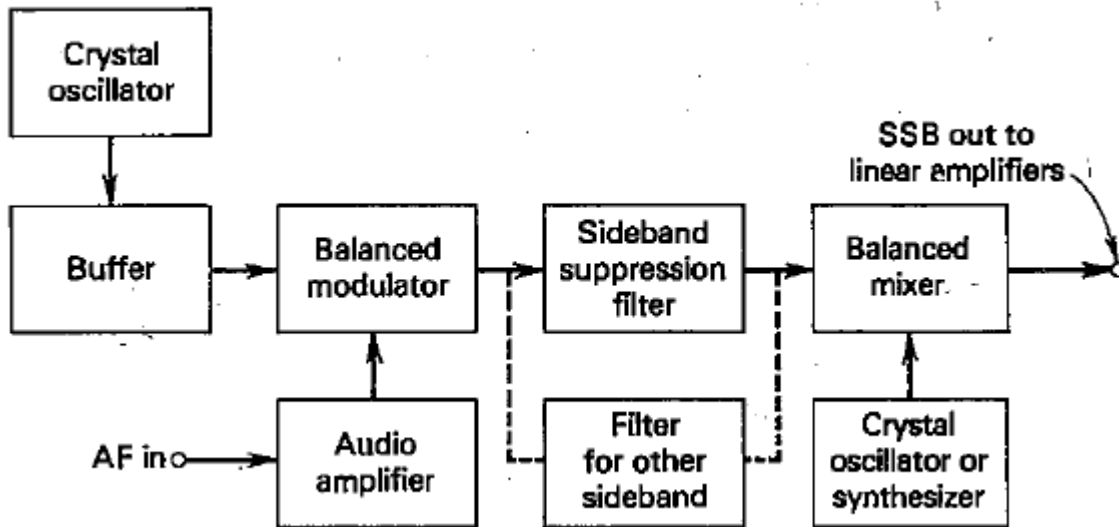 Crystal
oscillator
SSB out to
linear amplifiers
Buffer
Balanced
modulator
Sideband
suppression
filter
Balanced
mixer
AF in
Audio
amplifier
Filter
for other
sideband
Crystal
oscillator or
synthesizer